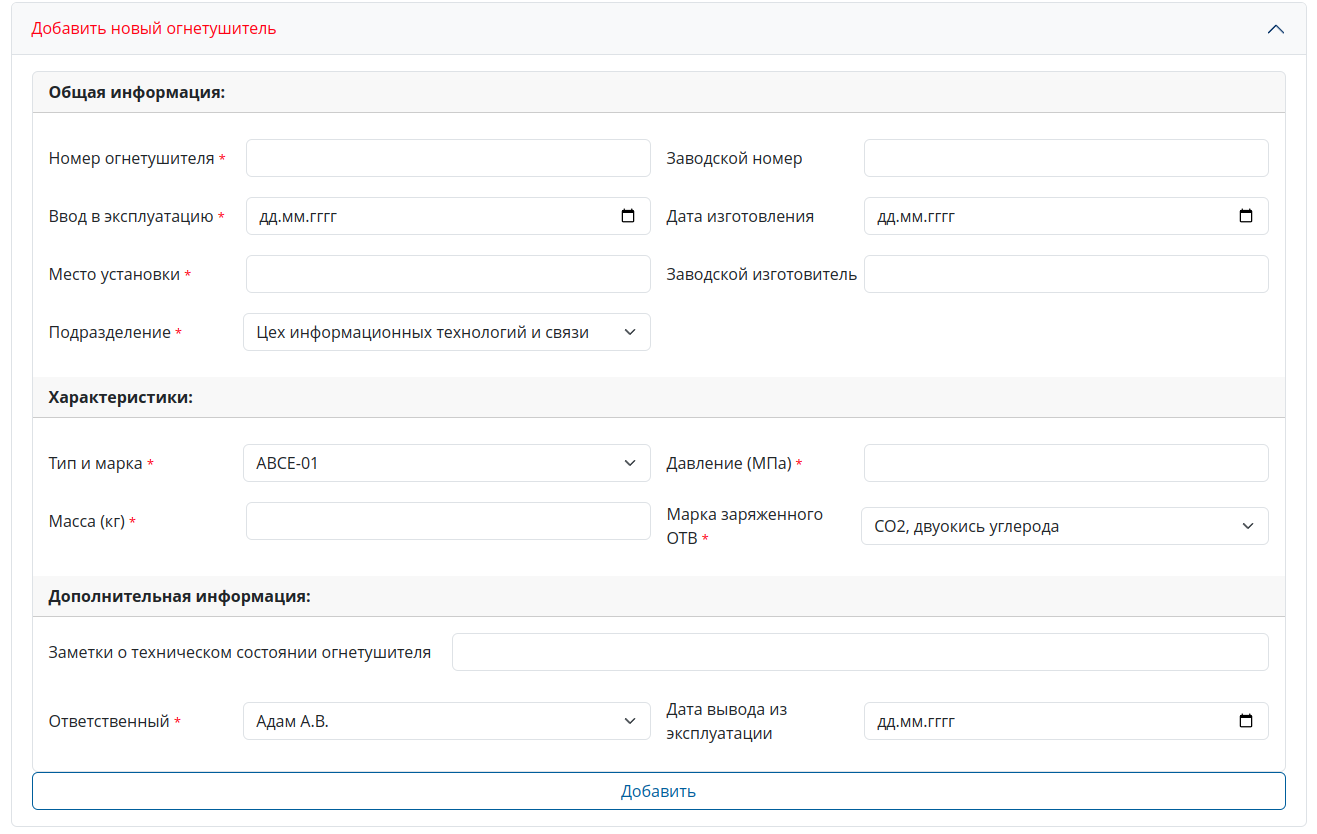 Добавить новый огнетушитель
Общая информация:
Номер огнетушителя *
Заводской номер
Ввод в эксплуатацию *
дд.мм.гггг
Дата изготовления
дд.мм.гггг
Место установки *
Заводской изготовитель
Подразделение *
Цех информационных технологий и связи
Характеристики:
Тип и марка *
ABCE-01
Давление (МПа) *
Масса (кг) *
Марка заряженного
ОТВ *
CO2, двуокись углерода
Дополнительная информация:
Заметки о техническом состоянии огнетушителя
Ответственный *
Адам А.В.
Дата вывода из
эксплуатации
дд.мм.гггг
Добавить